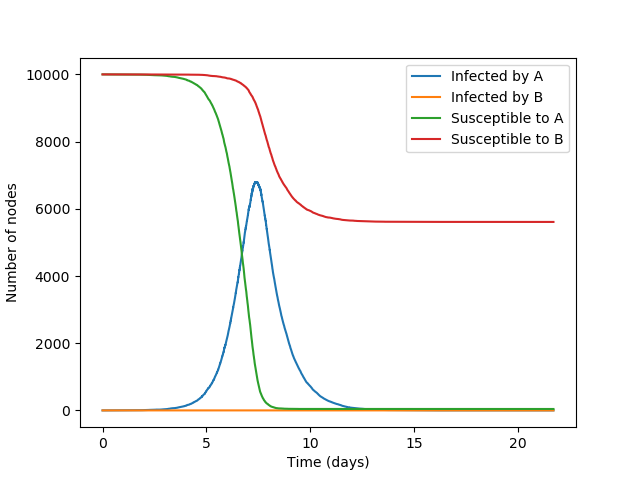 10000
8000
6000
4000
2000
0
Number of nodes
0 5 10 15 20
Time (days)
Infected by A
Infected by B
Susceptible to A
Susceptible to B